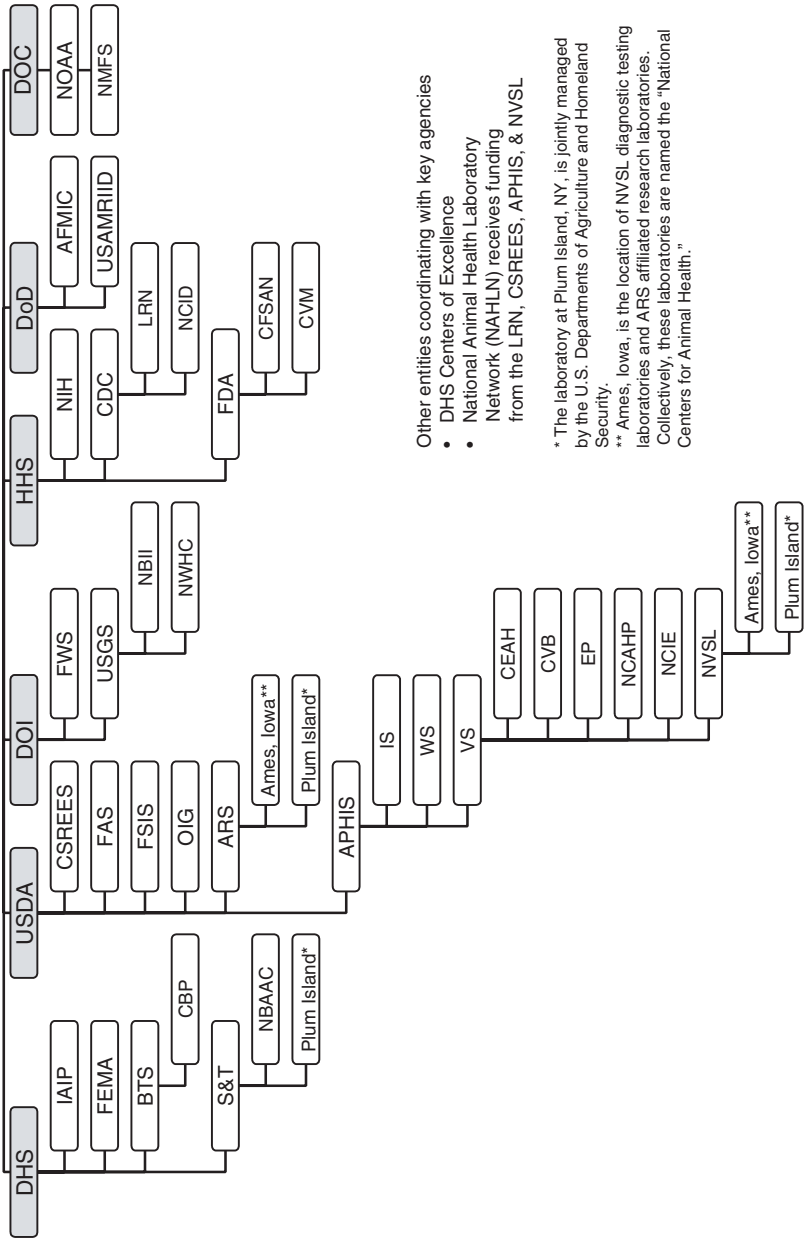 DHS
IAIP
FEMA
BTS
CBP
S&T
NBAAC
Plum Island*
USDA
CSREES
FAS
FSIS
OIG
ARS
Ames, Iowa**
Plum Island*
APHIS
IS
WS
VS
CEAH
CVB
EP
NCAHP
NCIE
NVSL
Ames, Iowa**
Plum Island*
DOI
FWS
USGS
NBII
NWHC
HHS
NIH
CDC
LRN
NCID
FDA
CFSAN
CVM
DoD
AFMIC
USAMRIID
DOC
NOAA
NMFS
Other entities coordinating with key agencies
• DHS Centers of Excellence
• National Animal Health Laboratory
Network (NAHLN) receives funding
from the LRN, CSREES, APHIS, & NVSL
* The laboratory at Plum Island, NY, is jointly managed
by the U.S. Departments of Agriculture and Homeland
Security.
** Ames, Iowa, is the location of NVSL diagnostic testing
laboratories and ARS affiliated research laboratories.
Collectively, these laboratories are named the “National
Centers for Animal Health.”